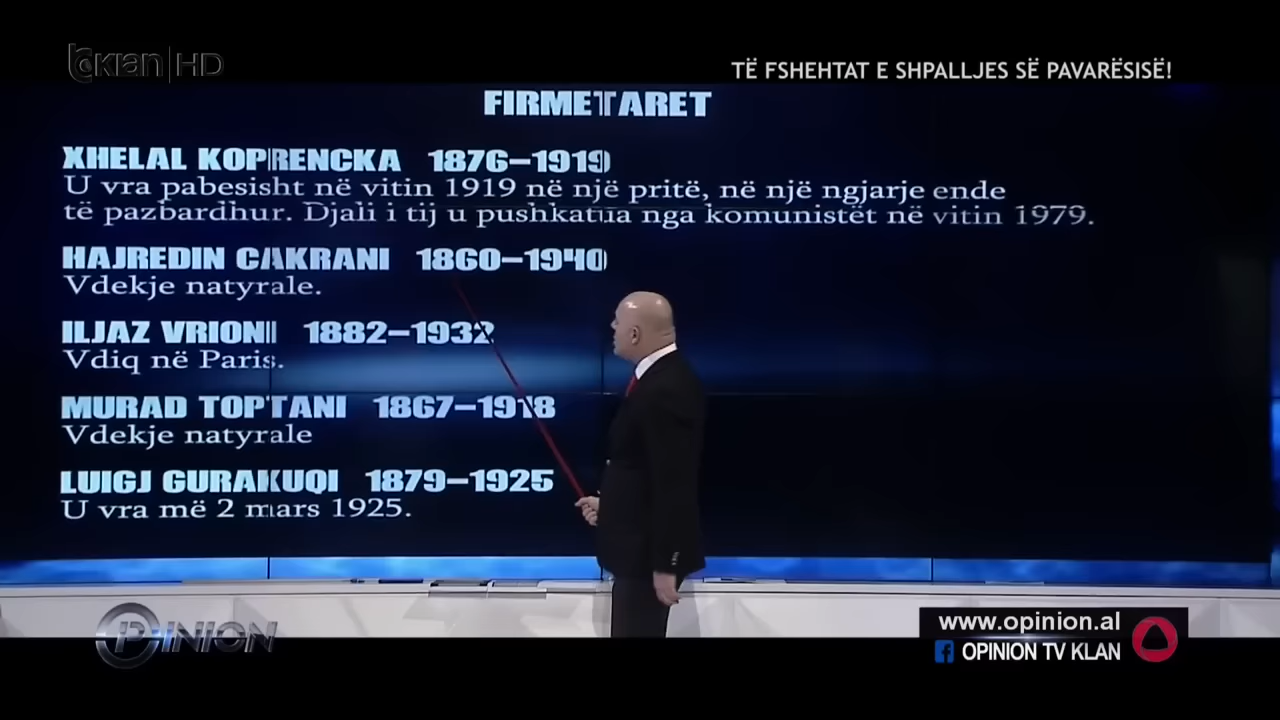 klan HD
TË FSHEHTAT E SHPALLJES SË PAVARËSISË!
FIRMETARET
XHELAL KOPRENCKA 1876–1919
U vra pabesisht në vitin 1919 në një pritë, në një ngjarje ende
të pazbardhur. Djali i tij u pushkatua nga komunistët në vitin 1979.
HAJREDIN CAKRANI 1860–1940
Vdekje natyrale.
ILJAZ VRIONI 1882–1932
Vdiq në Paris.
MURAD TOPTANI 1867–1918
Vdekje natyrale
LUIGJ GURAKUQI 1879–1925
U vra më 2 mars 1925.
OPINION
www.opinion.al
OPINION TV KLAN